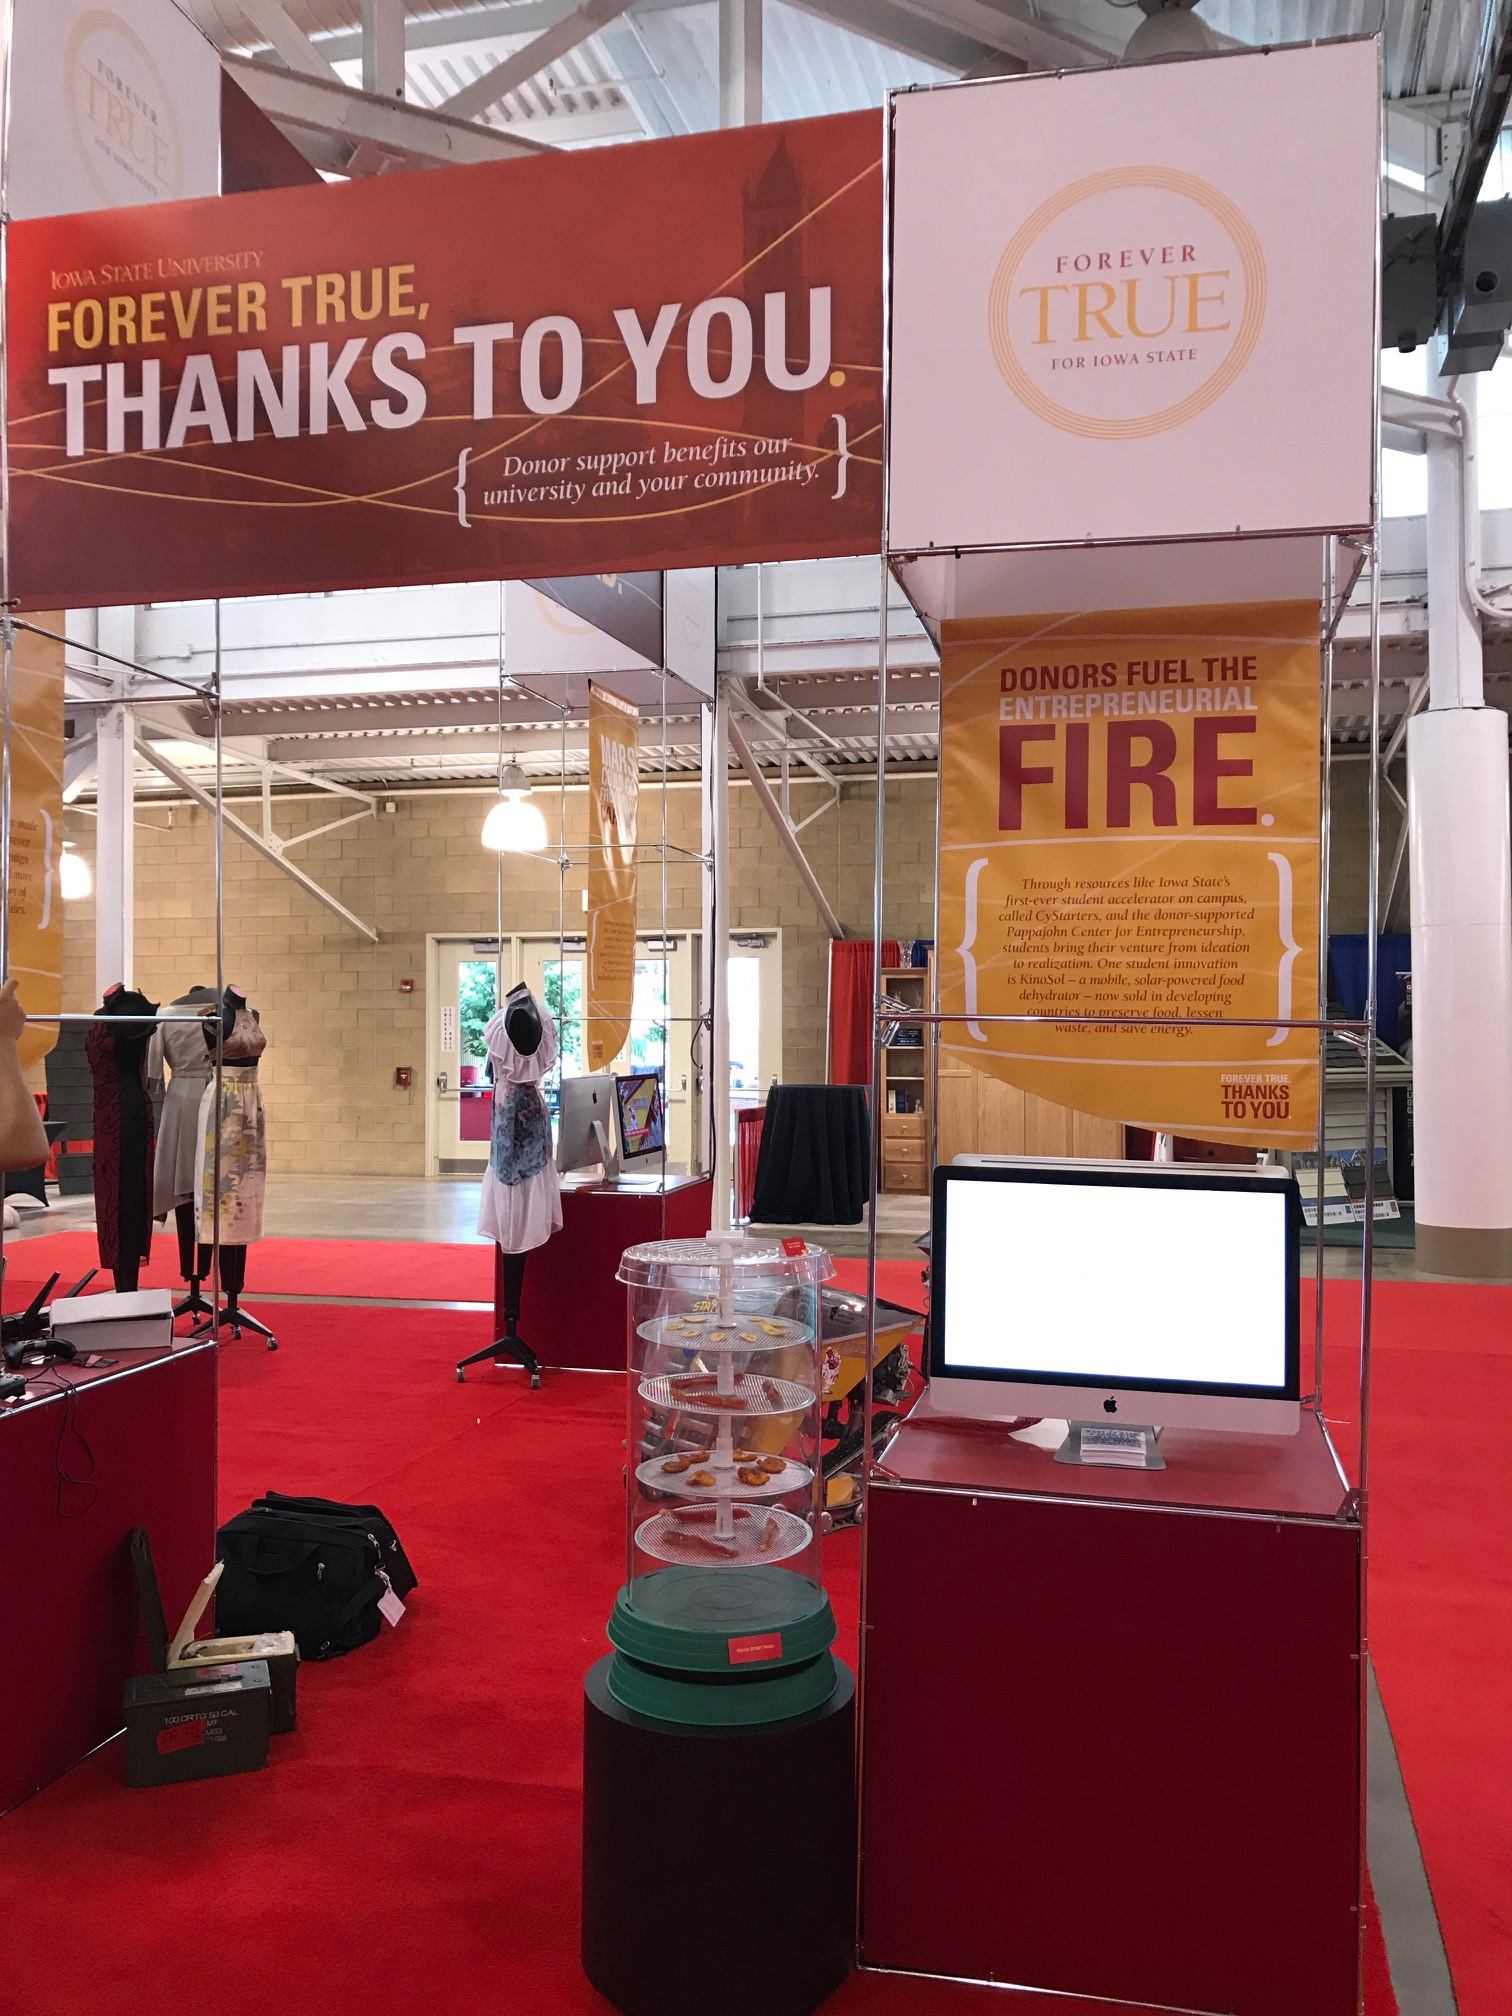 FOREVER
TRUE
IOWA STATE UNIVERSITY
FOREVER TRUE,
THANKS TO YOU.
{ Donor support benefits our
university and your community. }
FOREVER
TRUE
FOR IOWA STATE
DONORS FUEL THE
ENTREPRENEURIAL
FIRE.
{ Through resources like Iowa State's
first-ever student accelerator on campus,
called CyStarters, and the donor-supported
Pappajohn Center for Entrepreneurship,
students bring their venture from ideation
to realization. One student innovation
is KinoSol – a mobile, solar-powered food
dehydrator – now sold in developing
countries to preserve food, lessen
waste, and save energy. }
FOREVER TRUE,
THANKS
TO YOU.
MARS
PLEASE DO NOT TOUCH
100 CRTG 50 CAL